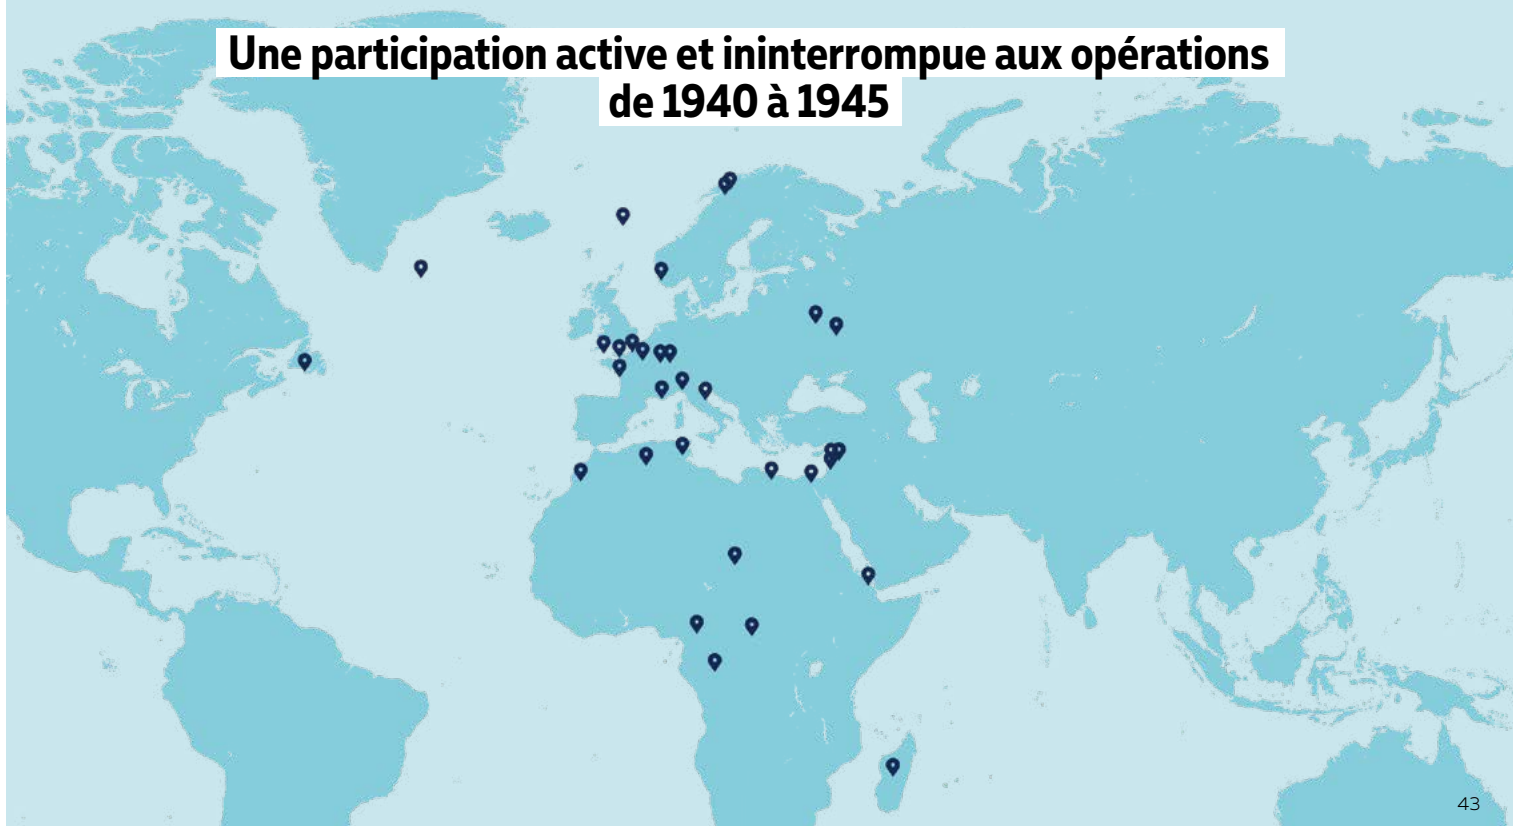 Une participation active et ininterrompue aux opérations
de 1940 à 1945
43